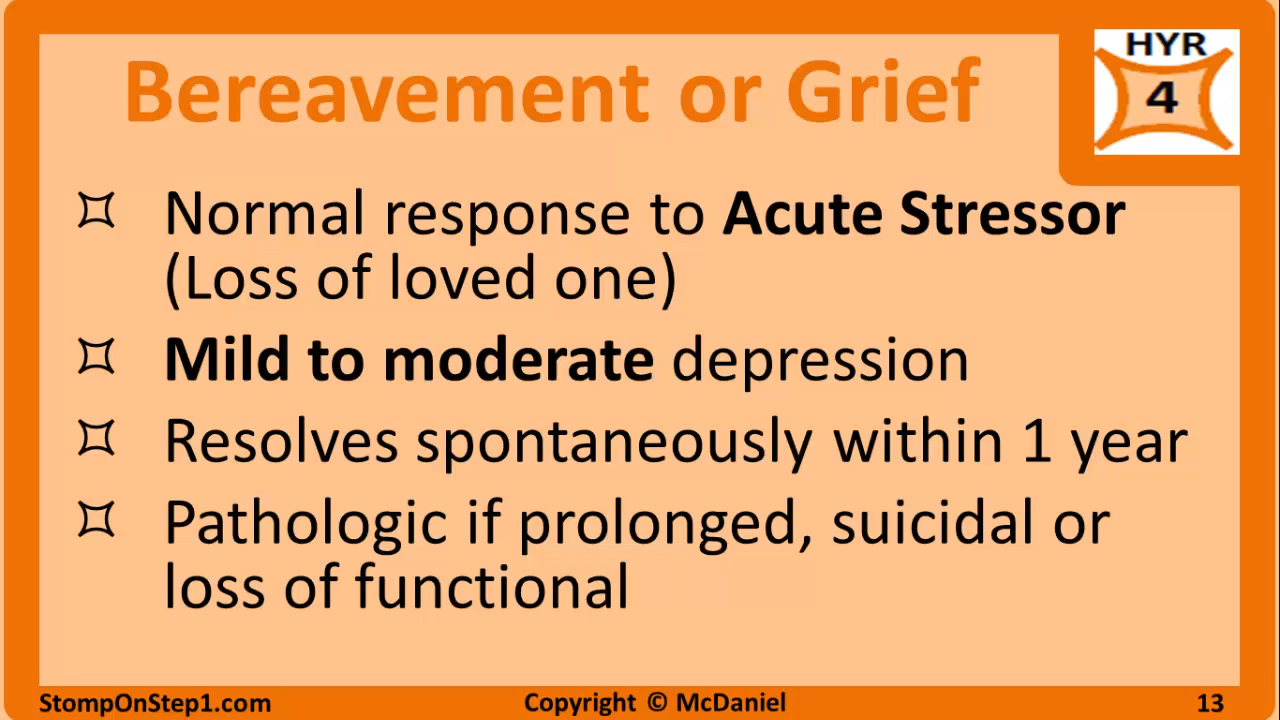 Bereavement or Grief
HYR
4
Normal response to Acute Stressor
(Loss of loved one)
Mild to moderate depression
Resolves spontaneously within 1 year
Pathologic if prolonged, suicidal or
loss of functional
StompOnStep1.com
Copyright © McDaniel
13